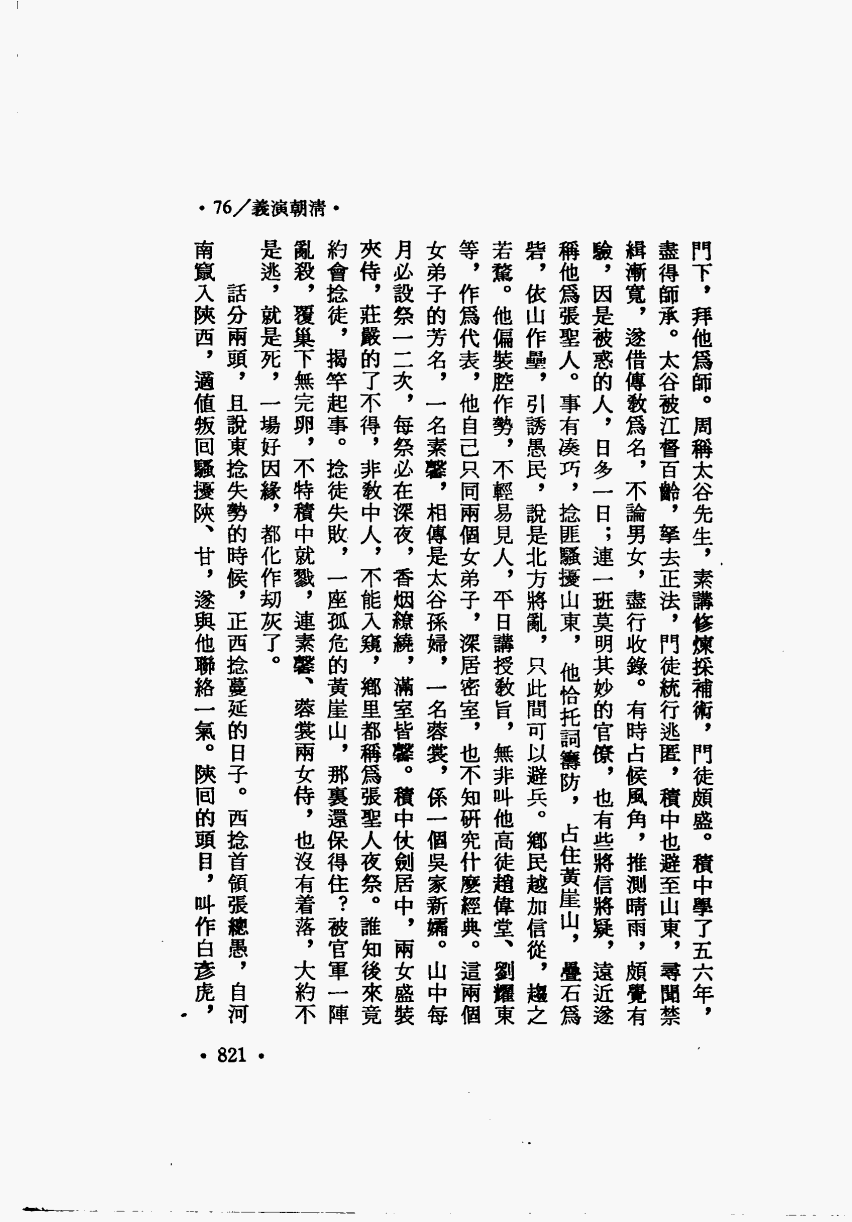 •76／義演朝清•
門下，拜他爲師。周稱太谷先生，素講修煉採補術，門徒頗盛。積中學了五六年，
盡得師承。太谷被江督百齡，拏去正法，門徒統行逃匿，積中也避至山東，尋聞禁
緝漸寬，遂借傳敎爲名，不論男女，盡行收錄。有時占候風角，推測晴雨，頗覺有
驗，因是被惑的人，日多一日；連一班莫明其妙的官僚，也有些將信將疑，遠近遂
稱他爲張聖人。事有凑巧，捻匪騷擾山東，他恰托詞籌防，占住黃崖山，疊石爲
砦，依山作壘，引誘愚民，說是北方將亂，只此間可以避兵。鄉民越加信從，趨之
若鶩。他偏裝腔作勢，不輕易見人，平日講授敎旨，無非叫他高徒趙偉堂、劉耀東
等，作爲代表，他自己只同兩個女弟子，深居密室，也不知研究什麼經典。這兩個
女弟子的芳名，一名素馨，相傳是太谷孫婦，一名蓉裳，係一個吳家新孀。山中每
月必設祭一二次，每祭必在深夜，香烟繚繞，滿室皆馨。積中仗劍居中，兩女盛裝
夾侍，莊嚴的了不得，非敎中人，不能入窺，鄉里都稱爲張聖人夜祭。誰知後來竟
約會捻徒，揭竿起事。捻徒失敗，一座孤危的黃崖山，那裏還保得住？被官軍一陣
亂殺，覆巢下無完卵，不特積中就戮，連素馨、蓉裳兩女侍，也沒有着落，大約不
是逃，就是死，一場好因緣，都化作刼灰了。
話分兩頭，且說東捻失勢的時候，正西捻蔓延的日子。西捻首領張總愚，自河
南竄入陝西，適値叛回騷擾陝、甘，遂與他聯絡一氣。陝回的頭目，叫作白彥虎，
•821•